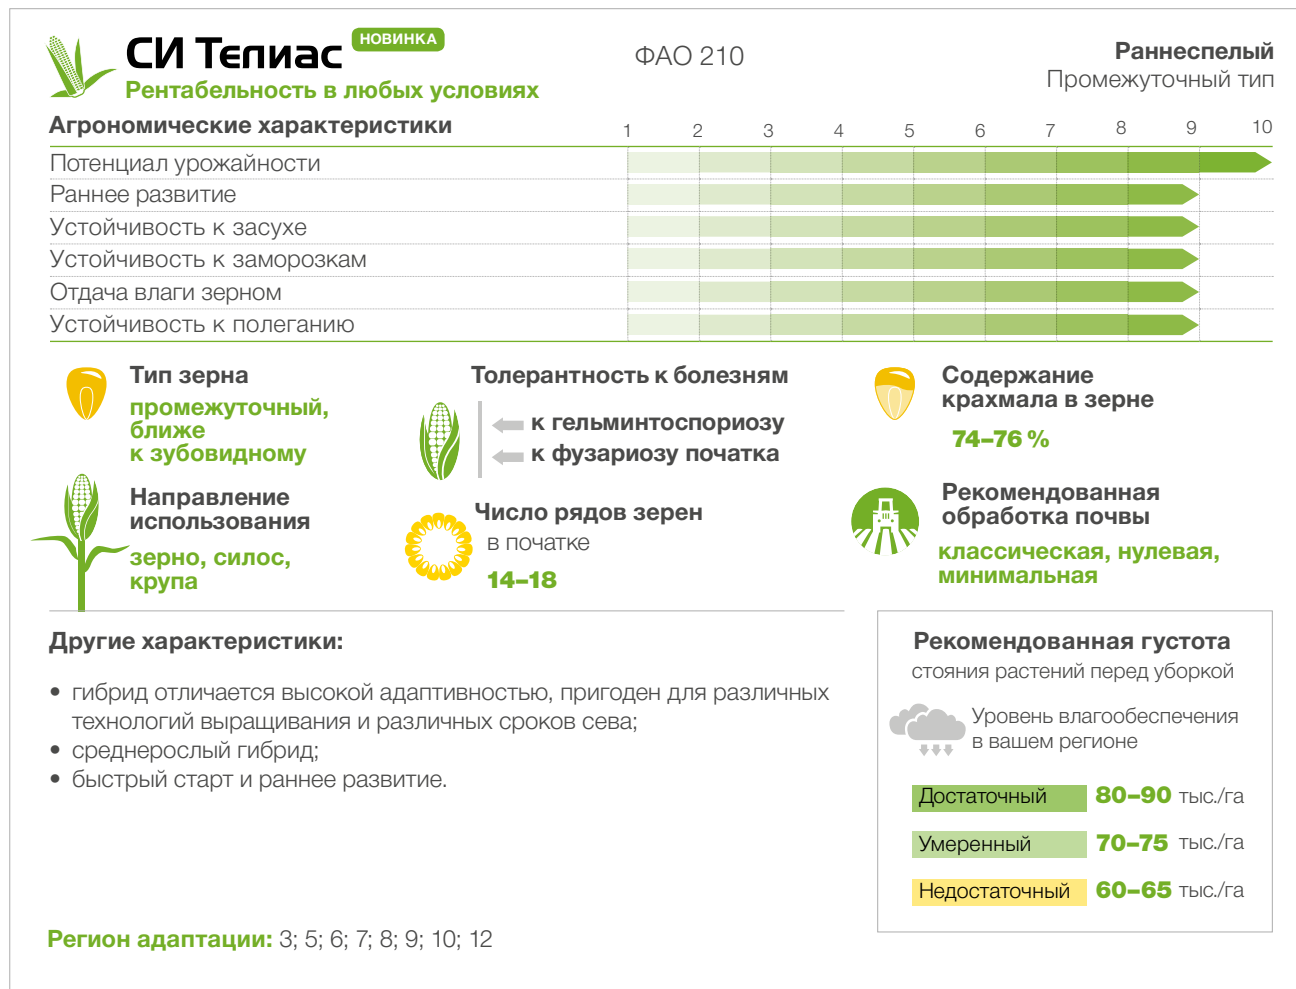 СИ Телиас НОВИНКА
ФАО 210
Раннеспелый
Промежуточный тип
Рентабельность в любых условиях
Агрономические характеристики
1 2 3 4 5 6 7 8 9 10
Потенциал урожайности
Раннее развитие
Устойчивость к засухе
Устойчивость к заморозкам
Отдача влаги зерном
Устойчивость к полеганию
Тип зерна
промежуточный,
ближе
к зубовидному
Толерантность к болезням
к гельминтоспориозу
к фузариозу початка
Содержание
крахмала в зерне
74–76 %
Направление
использования
зерно, силос,
крупа
Число рядов зерен
в початке
14–18
Рекомендованная
обработка почвы
классическая, нулевая,
минимальная
Другие характеристики:
• гибрид отличается высокой адаптивностью, пригоден для различных
технологий выращивания и различных сроков сева;
• среднерослый гибрид;
• быстрый старт и раннее развитие.
Рекомендованная густота
стояния растений перед уборкой
Уровень влагообеспечения
в вашем регионе
Достаточный 80–90 тыс./га
Умеренный 70–75 тыс./га
Недостаточный 60–65 тыс./га
Регион адаптации: 3; 5; 6; 7; 8; 9; 10; 12